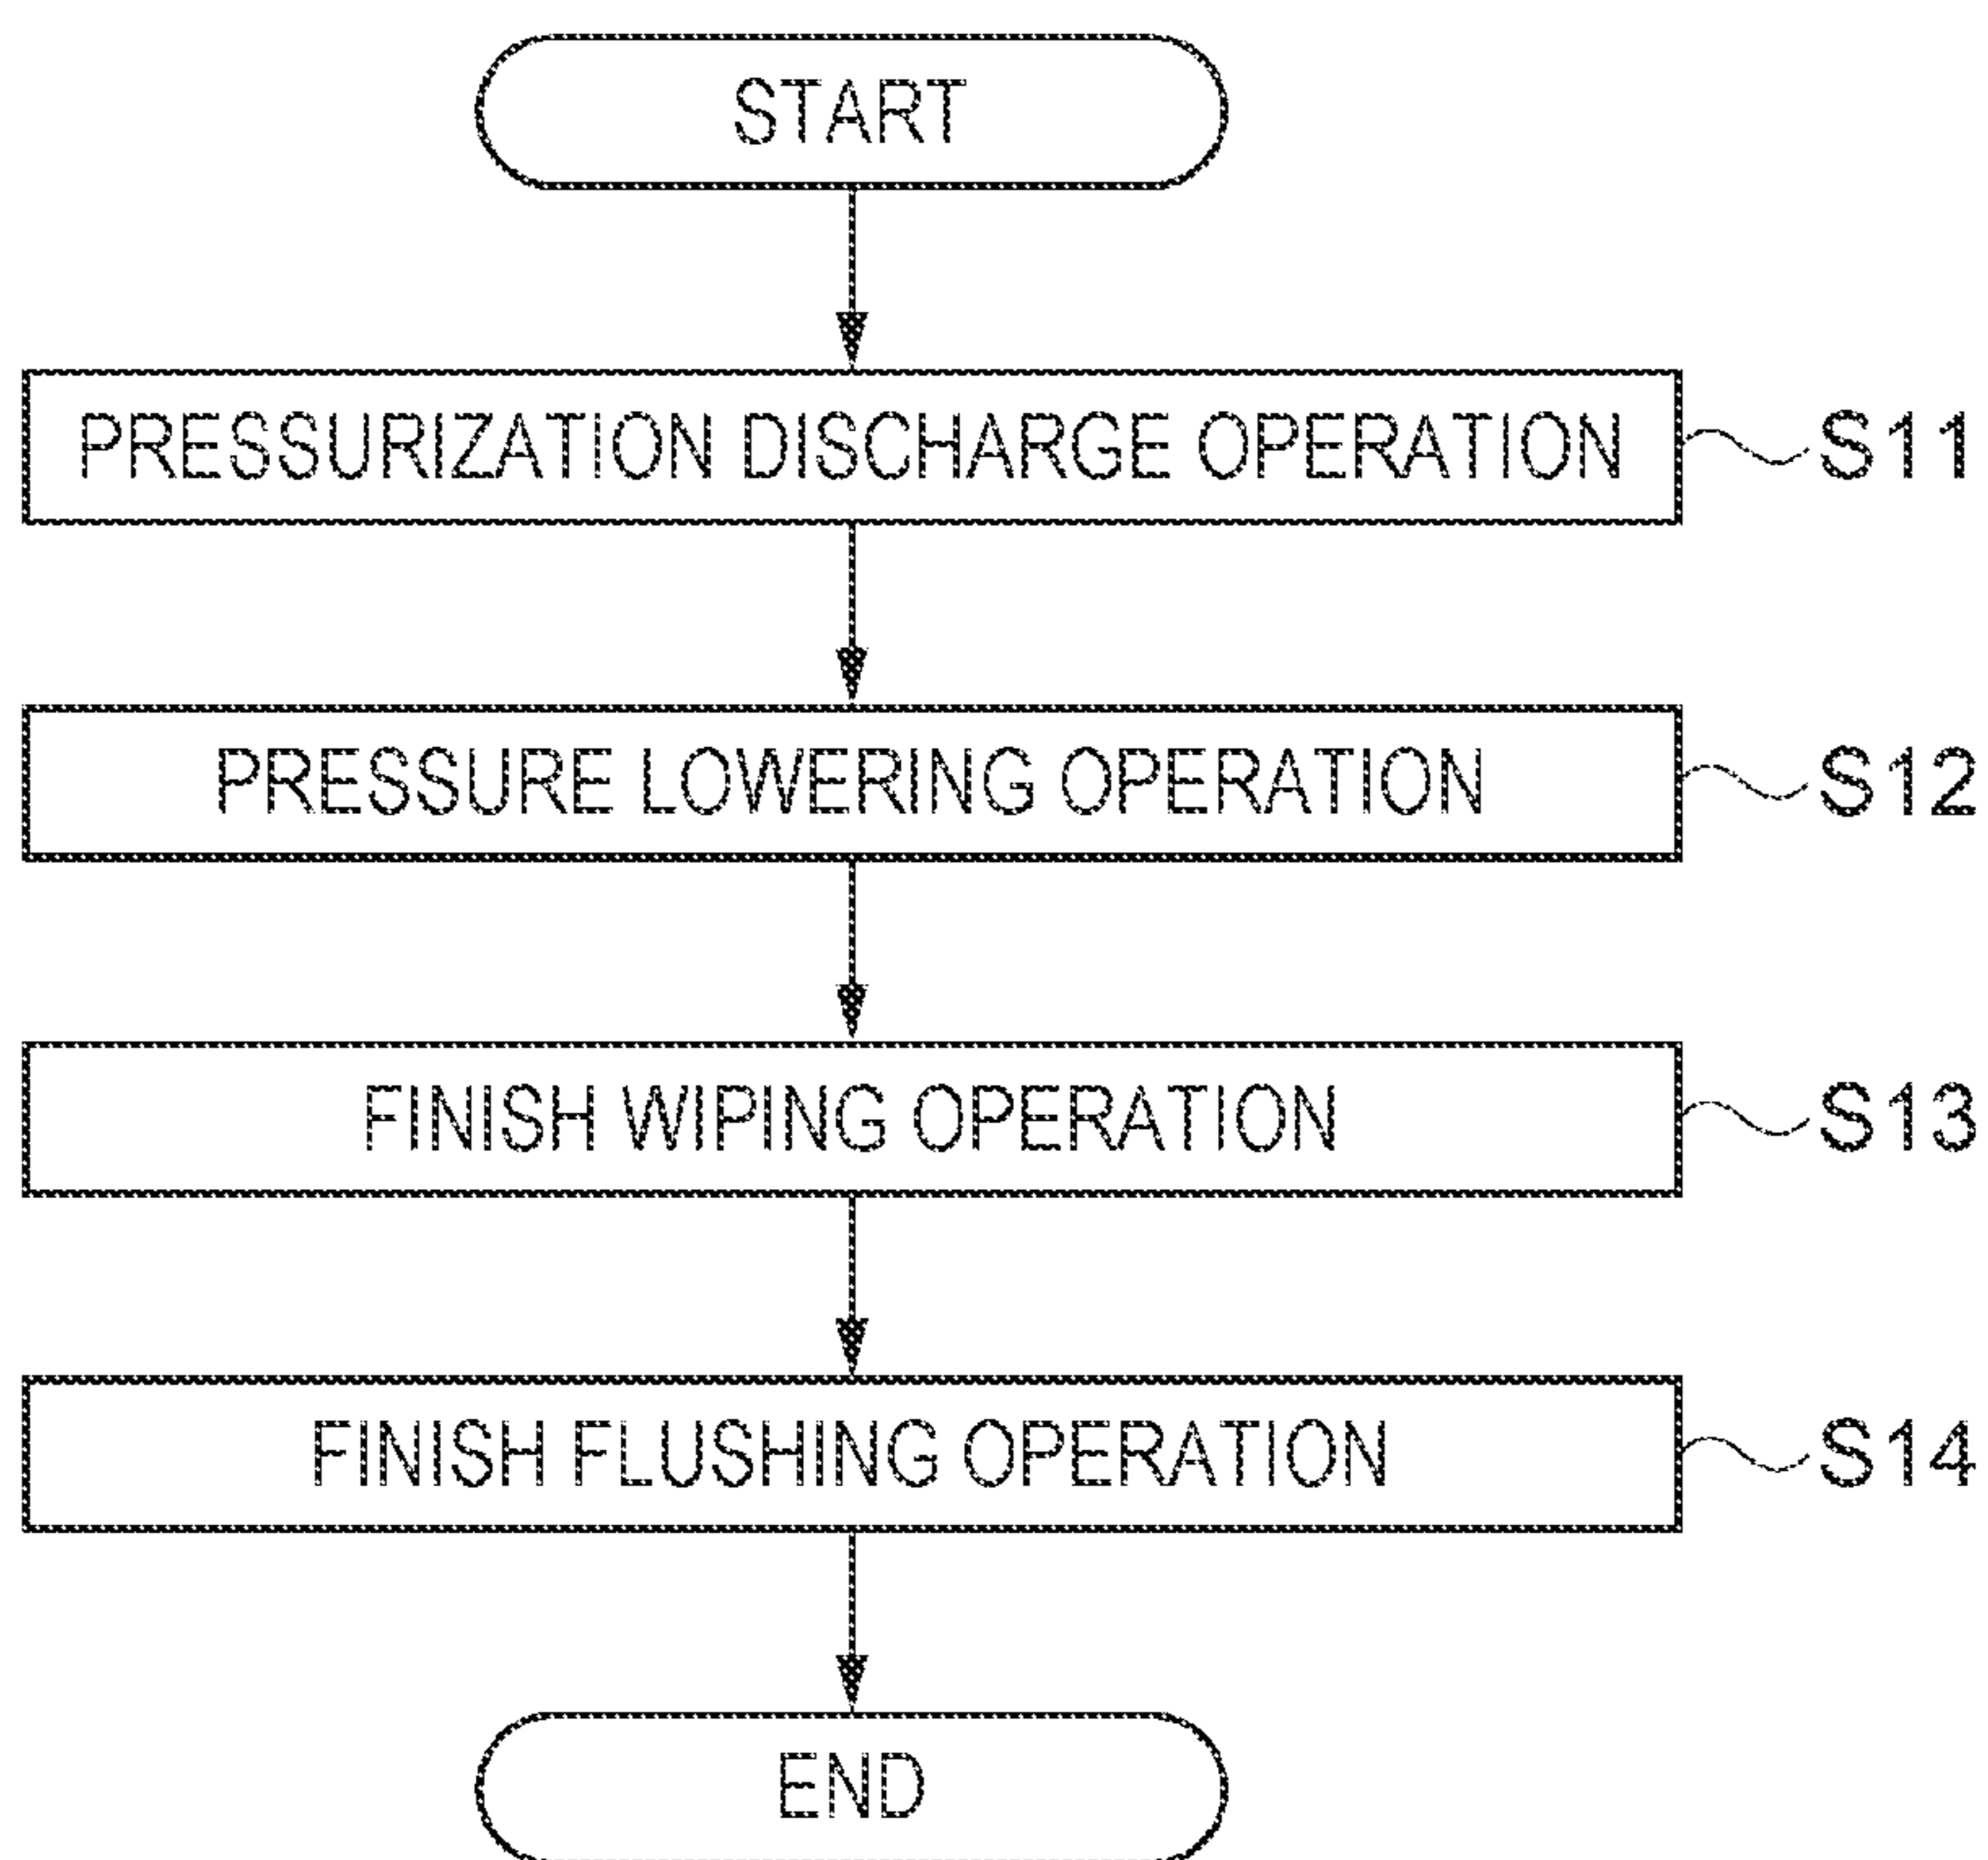 START
PRESSURIZATION DISCHARGE OPERATION S11
PRESSURE LOWERING OPERATION S12
FINISH WIPING OPERATION S13
FINISH FLUSHING OPERATION S14
END